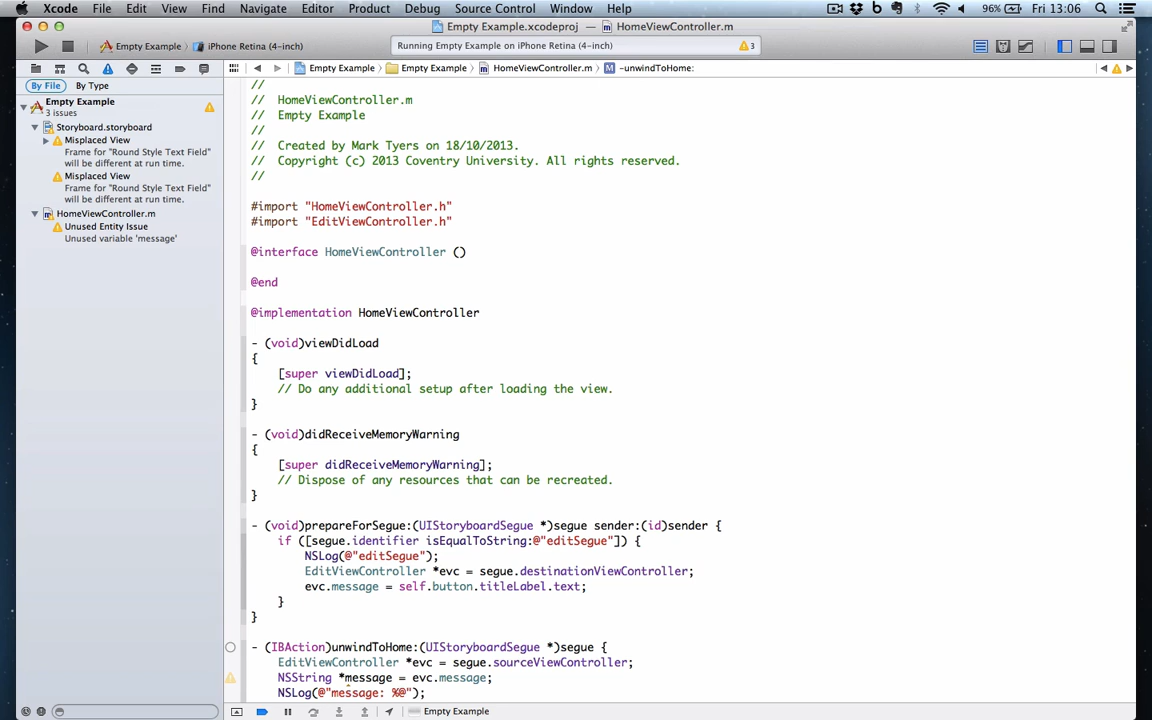 Xcode File Edit View Find Navigate Editor Product Debug Source Control Window Help 96% Fri 13:06
Empty Example.xcodeproj — HomeViewController.m
Empty Example 〉 iPhone Retina (4-inch) Running Empty Example on iPhone Retina (4-inch) 3
Empty Example 〉 Empty Example 〉 HomeViewController.m 〉 M -unwindToHome:
By File By Type
Empty Example
3 issues
Storyboard.storyboard
Misplaced View
Frame for "Round Style Text Field"
will be different at run time.
Misplaced View
Frame for "Round Style Text Field"
will be different at run time.
HomeViewController.m
Unused Entity Issue
Unused variable 'message'
//
// HomeViewController.m
// Empty Example
//
// Created by Mark Tyers on 18/10/2013.
// Copyright (c) 2013 Coventry University. All rights reserved.
//
#import "HomeViewController.h"
#import "EditViewController.h"
@interface HomeViewController ()
@end
@implementation HomeViewController
- (void)viewDidLoad
{
[super viewDidLoad];
// Do any additional setup after loading the view.
}
- (void)didReceiveMemoryWarning
{
[super didReceiveMemoryWarning];
// Dispose of any resources that can be recreated.
}
- (void)prepareForSegue:(UIStoryboardSegue *)segue sender:(id)sender {
if ([segue.identifier isEqualToString:@"editSegue"]) {
NSLog(@"editSegue");
EditViewController *evc = segue.destinationViewController;
evc.message = self.button.titleLabel.text;
}
}
- (IBAction)unwindToHome:(UIStoryboardSegue *)segue {
EditViewController *evc = segue.sourceViewController;
NSString *message = evc.message;
NSLog(@"message: %@");
Empty Example